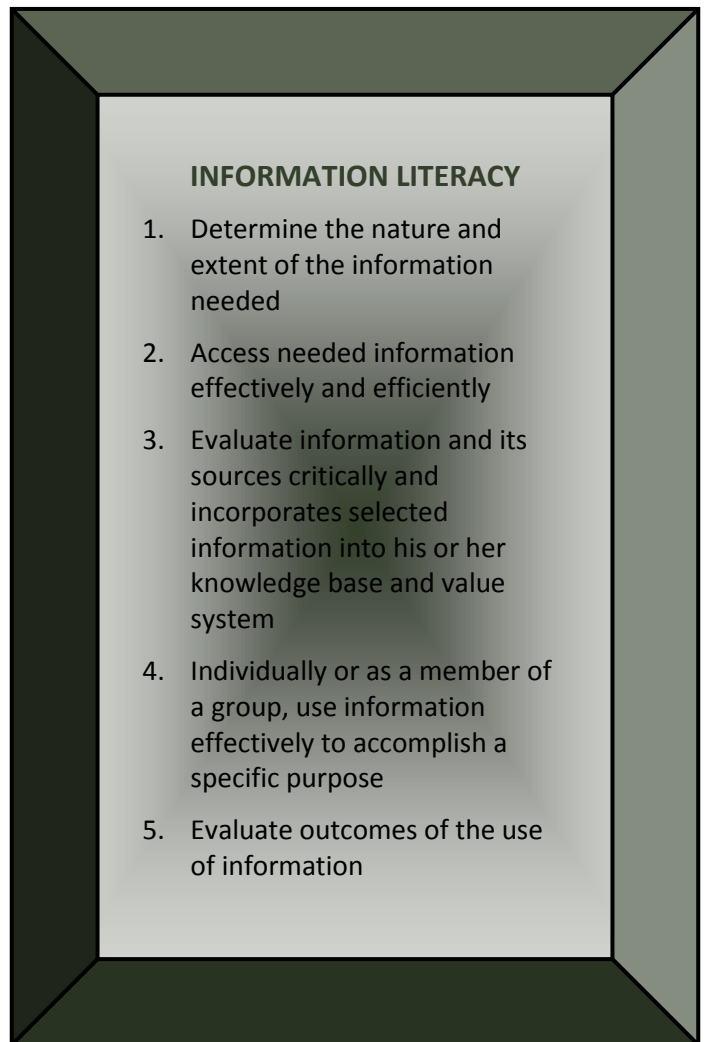 INFORMATION LITERACY
1. Determine the nature and
extent of the information
needed
2. Access needed information
effectively and efficiently
3. Evaluate information and its
sources critically and
incorporates selected
information into his or her
knowledge base and value
system
4. Individually or as a member of
a group, use information
effectively to accomplish a
specific purpose
5. Evaluate outcomes of the use
of information